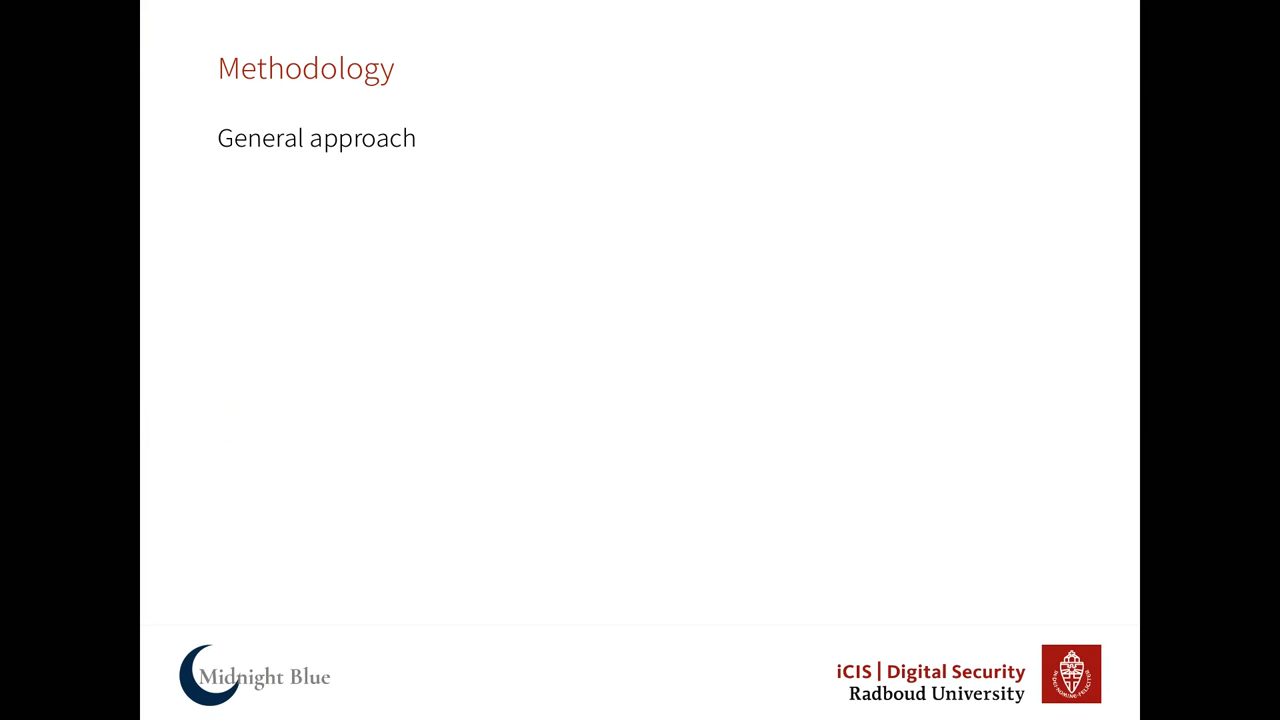 Methodology
General approach
Midnight Blue
iCIS | Digital Security
Radboud University